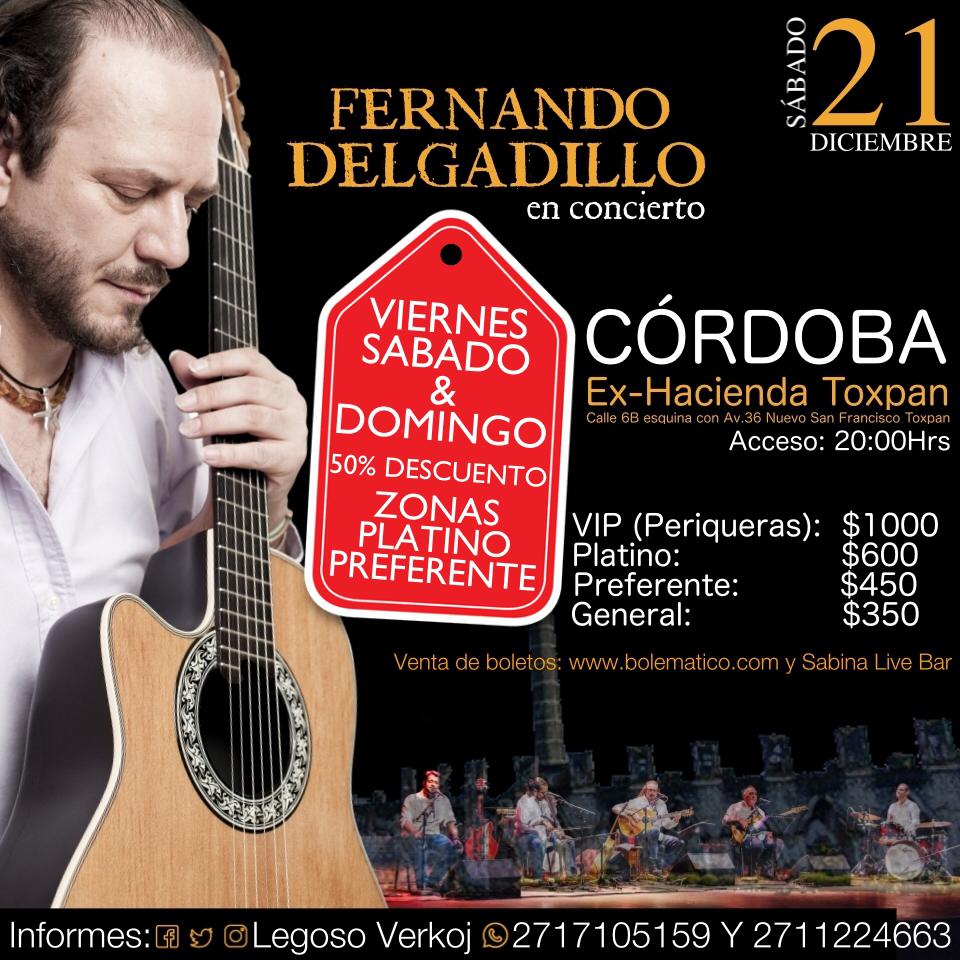 SÁBADO
21
DICIEMBRE
FERNANDO
DELGADILLO
en concierto
VIERNES
SABADO
&
DOMINGO
50% DESCUENTO
ZONAS
PLATINO
PREFERENTE
CÓRDOBA
Ex-Hacienda Toxpan
Calle 6B esquina con Av.36 Nuevo San Francisco Toxpan
Acceso: 20:00Hrs
VIP (Periqueras): $1000
Platino: $600
Preferente: $450
General: $350
Venta de boletos: www.bolematico.com y Sabina Live Bar
Informes: Legoso Verkoj 2717105159 Y 2711224663